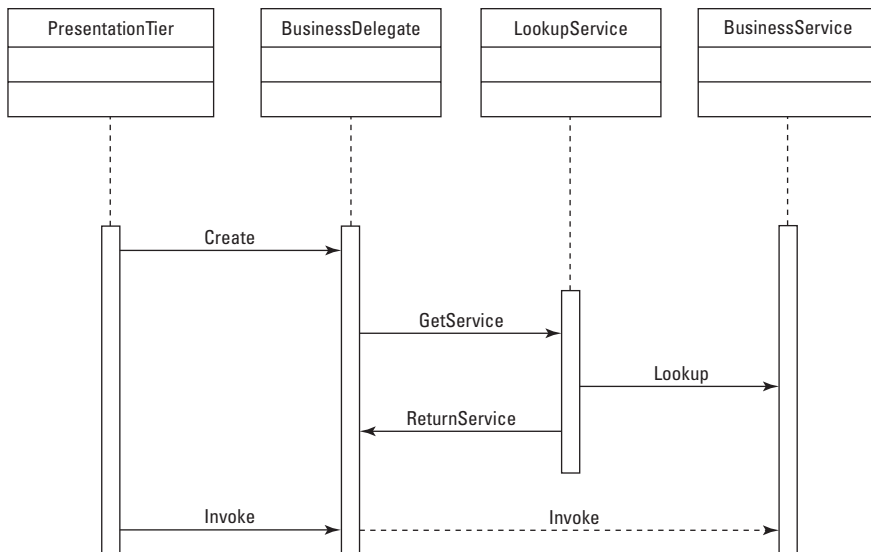 PresentationTier
BusinessDelegate
LookupService
BusinessService
Create
GetService
Lookup
ReturnService
Invoke
Invoke